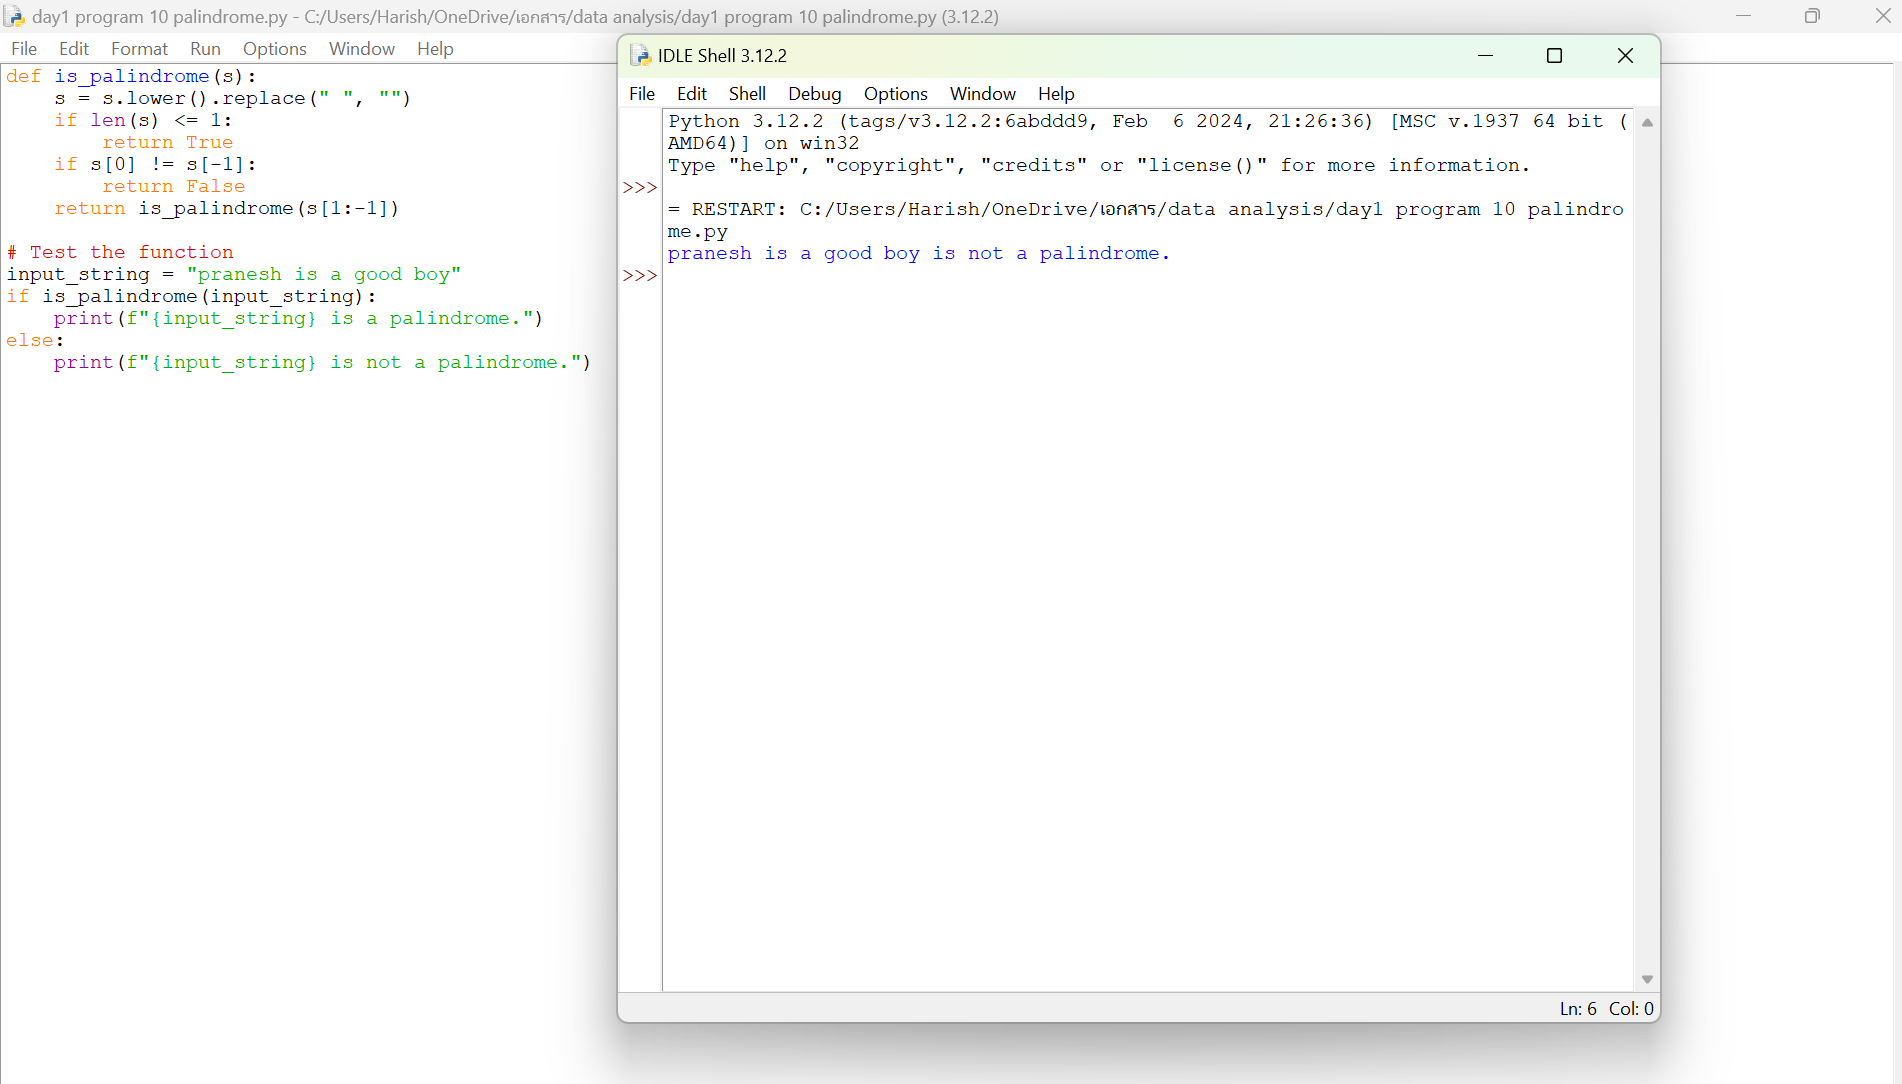 day1 program 10 palindrome.py - C:/Users/Harish/OneDrive/เอกสาร/data analysis/day1 program 10 palindrome.py (3.12.2)
File Edit Format Run Options Window Help
def is_palindrome(s):
    s = s.lower().replace(" ", "")
    if len(s) <= 1:
        return True
    if s[0] != s[-1]:
        return False
    return is_palindrome(s[1:-1])
# Test the function
input_string = "pranesh is a good boy"
if is_palindrome(input_string):
    print(f"{input_string} is a palindrome.")
else:
    print(f"{input_string} is not a palindrome.")
IDLE Shell 3.12.2
File Edit Shell Debug Options Window Help
Python 3.12.2 (tags/v3.12.2:6abddd9, Feb  6 2024, 21:26:36) [MSC v.1937 64 bit (
AMD64)] on win32
Type "help", "copyright", "credits" or "license()" for more information.
>>>
= RESTART: C:/Users/Harish/OneDrive/เอกสาร/data analysis/day1 program 10 palindro
me.py
pranesh is a good boy is not a palindrome.
>>>
Ln: 6 Col: 0